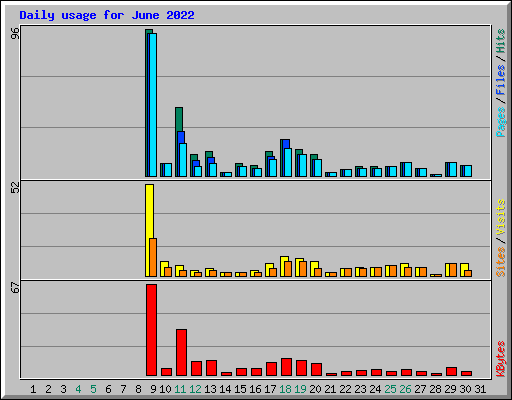 Daily usage for June 2022
96
52
67
Pages / Files / Hits
Sites / Visits
KBytes
1 2 3 4 5 6 7 8 9 10 11 12 13 14 15 16 17 18 19 20 21 22 23 24 25 26 27 28 29 30 31